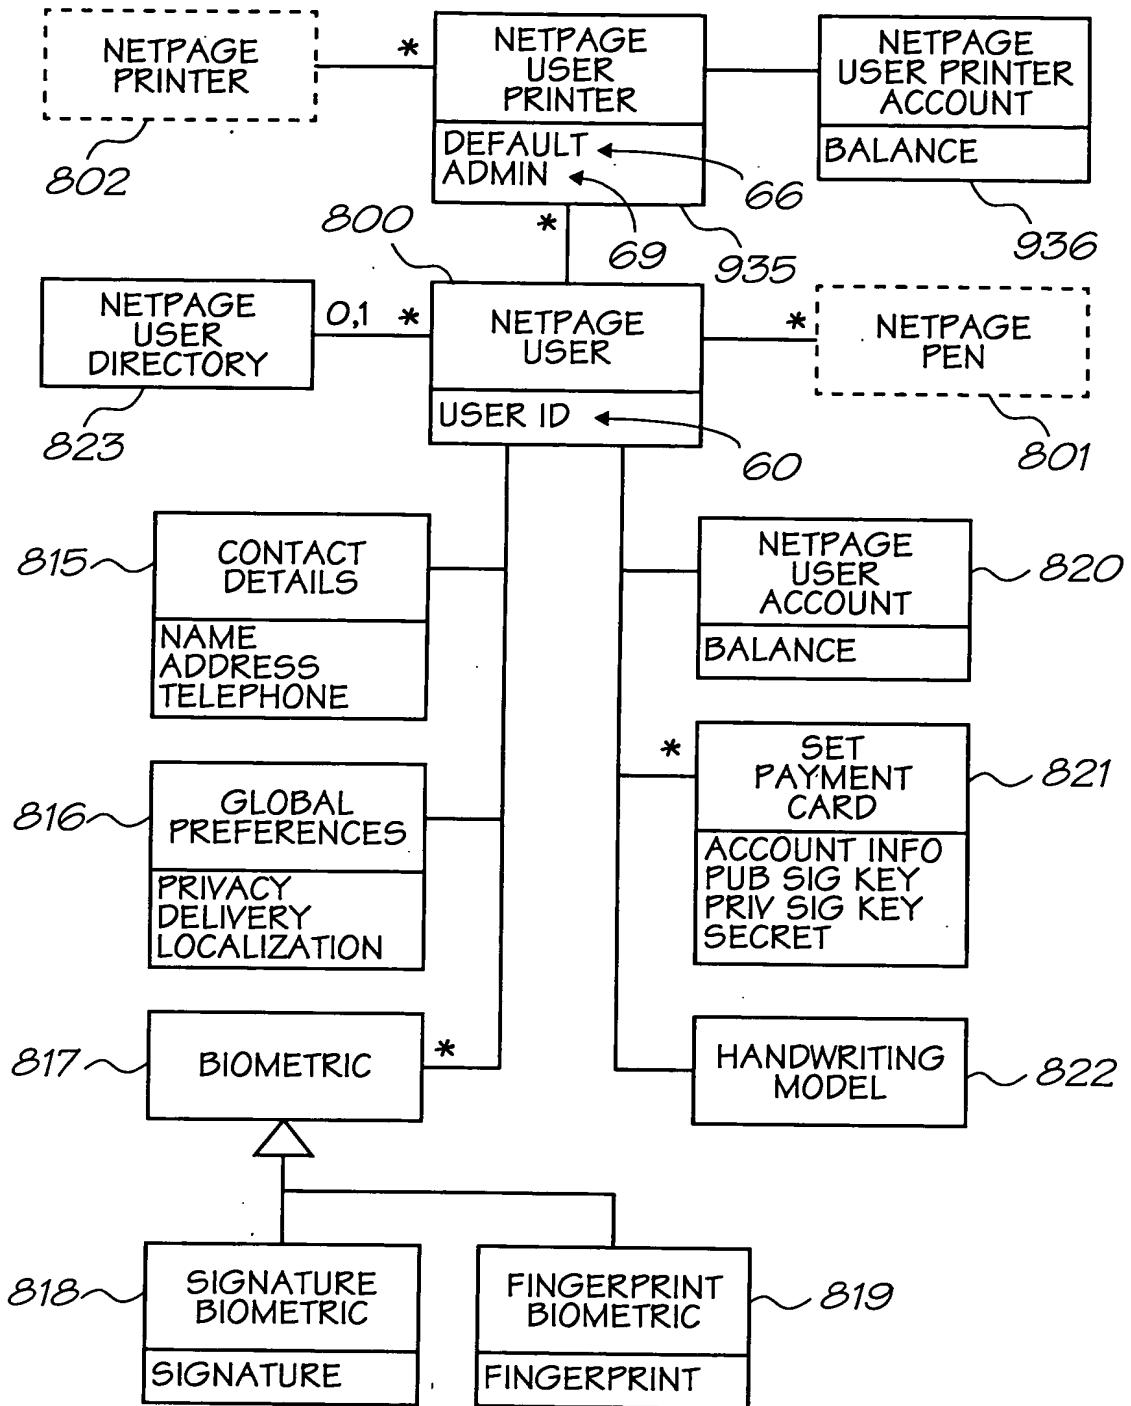 NETPAGE
PRINTER
802
*
NETPAGE
USER
PRINTER
DEFAULT
ADMIN
66
69
935
NETPAGE
USER PRINTER
ACCOUNT
BALANCE
936
800
*
NETPAGE
USER
DIRECTORY
823
0,1 *
NETPAGE
USER
USER ID
60
*
NETPAGE
PEN
801
815
CONTACT
DETAILS
NAME
ADDRESS
TELEPHONE
NETPAGE
USER
ACCOUNT
BALANCE
820
816
GLOBAL
PREFERENCES
PRIVACY
DELIVERY
LOCALIZATION
*
SET
PAYMENT
CARD
ACCOUNT INFO
PUB SIG KEY
PRIV SIG KEY
SECRET
821
817
BIOMETRIC
*
HANDWRITING
MODEL
822
818
SIGNATURE
BIOMETRIC
SIGNATURE
FINGERPRINT
BIOMETRIC
FINGERPRINT
819